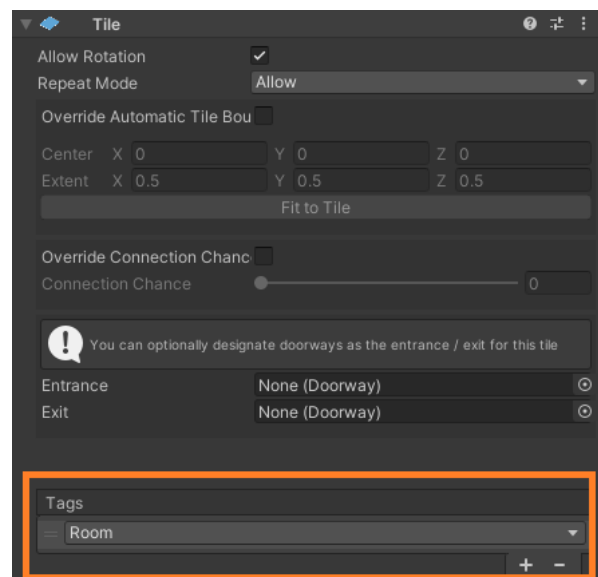 Tile
Allow Rotation
Repeat Mode Allow
Override Automatic Tile Bou
Center X 0 Y 0 Z 0
Extent X 0.5 Y 0.5 Z 0.5
Fit to Tile
Override Connection Chanc
Connection Chance 0
You can optionally designate doorways as the entrance / exit for this tile
Entrance None (Doorway)
Exit None (Doorway)
Tags
Room
+ −